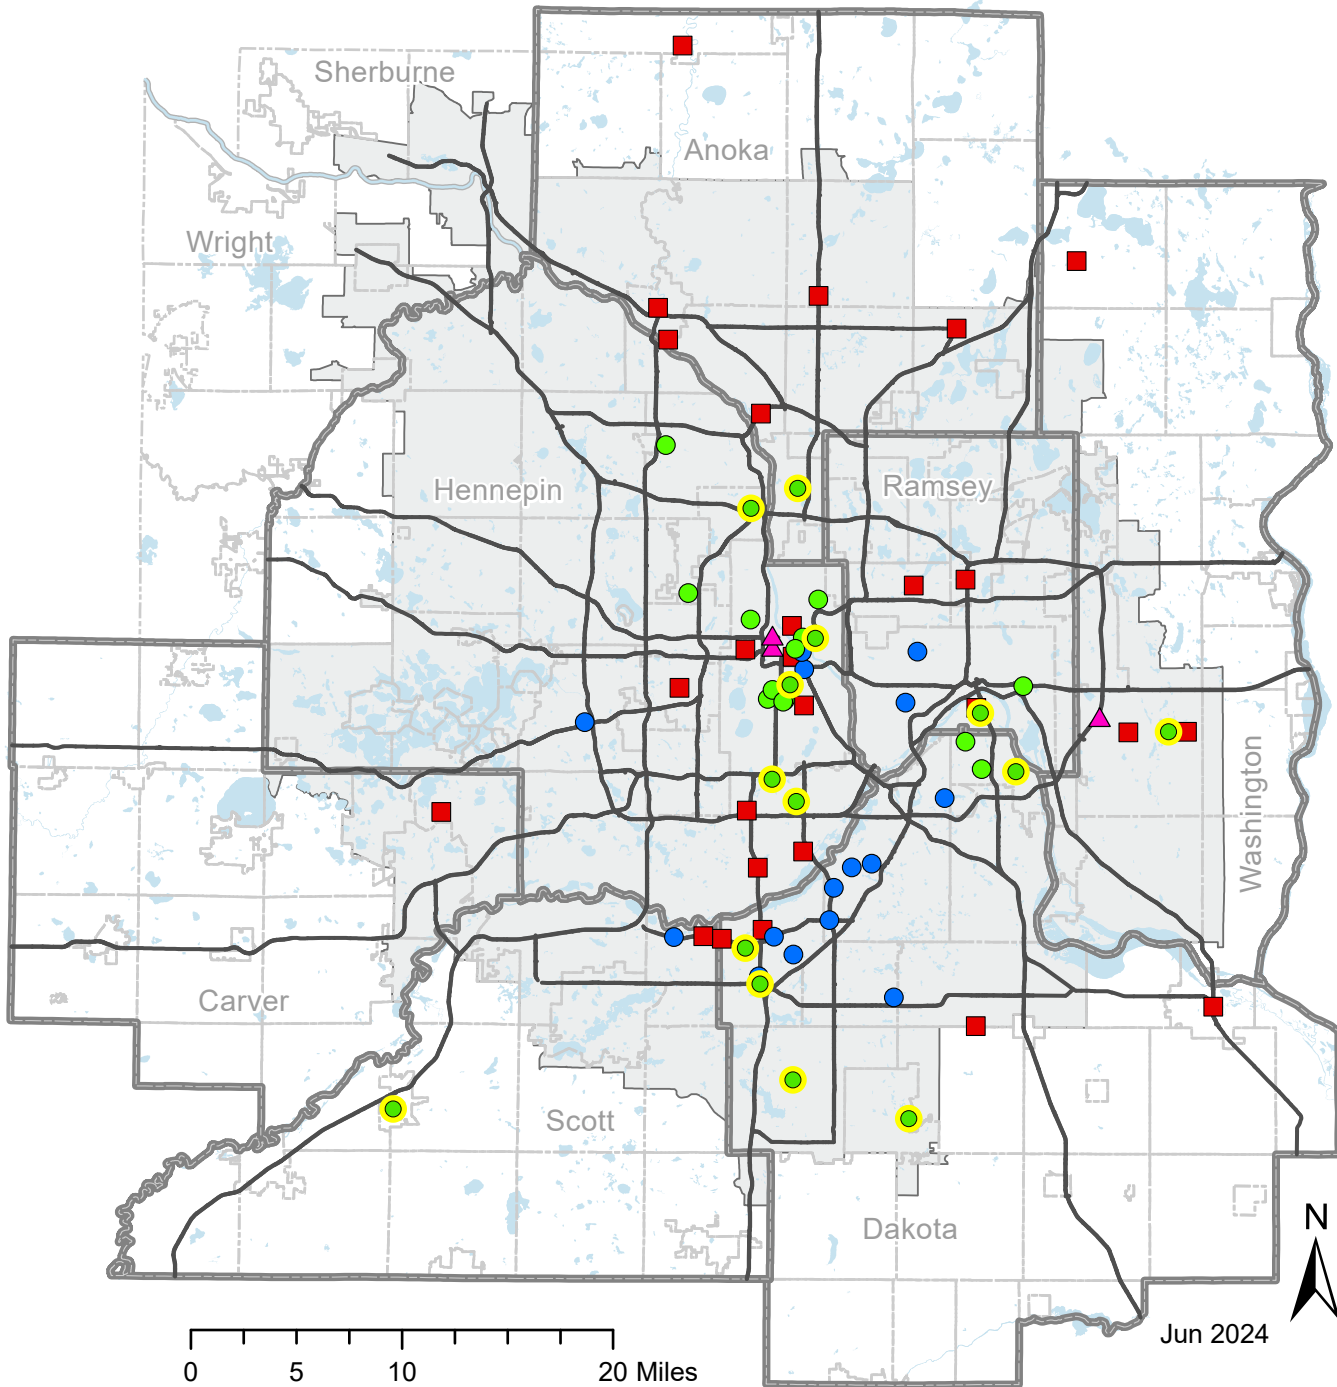 Sherburne
Anoka
Wright
Hennepin
Ramsey
Washington
Carver
Scott
Dakota
N
Jun 2024
0 5 10 20 Miles